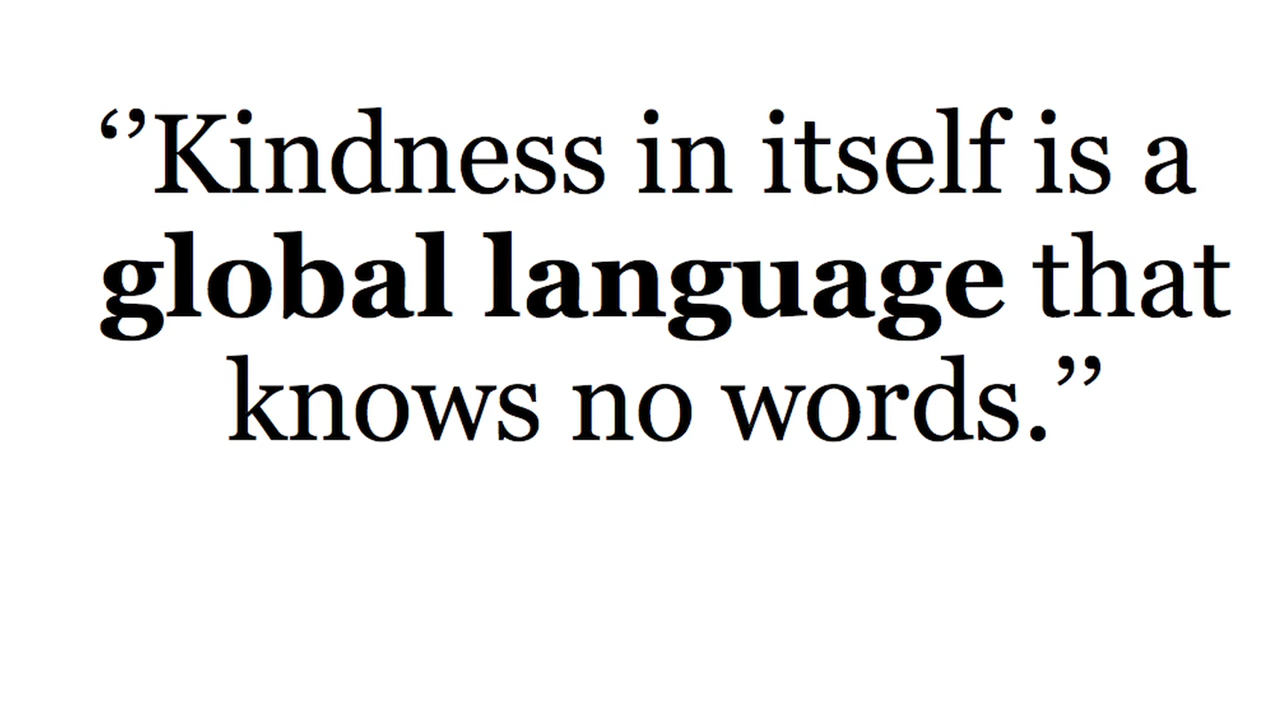 ‘’Kindness in itself is a
global language that
knows no words.’’